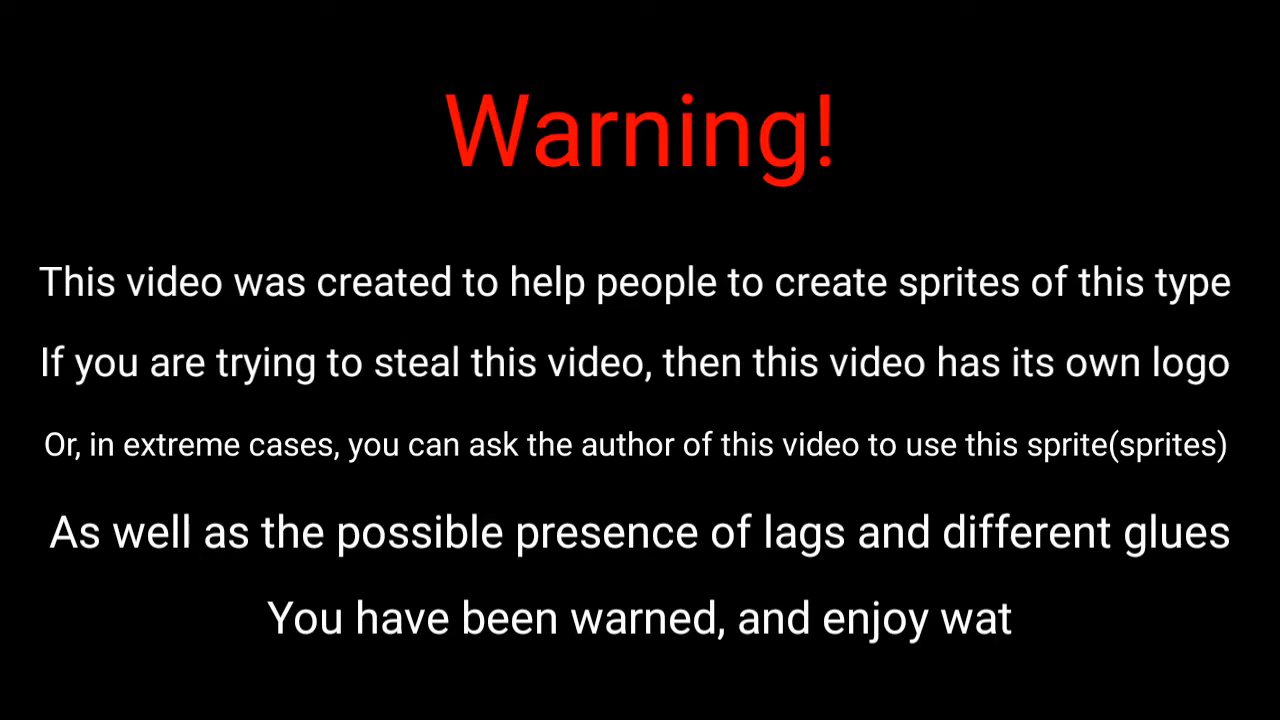 Warning!
This video was created to help people to create sprites of this type
If you are trying to steal this video, then this video has its own logo
Or, in extreme cases, you can ask the author of this video to use this sprite(sprites)
As well as the possible presence of lags and different glues
You have been warned, and enjoy wat